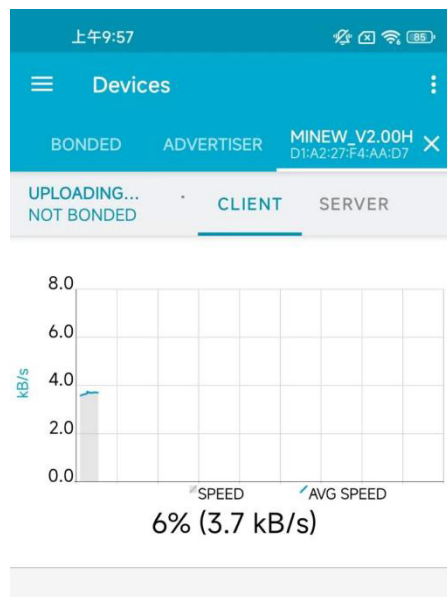 上午9:57
85
Devices
BONDED
ADVERTISER
MINEW_V2.00H
D1:A2:27:F4:AA:D7
UPLOADING...
NOT BONDED
CLIENT
SERVER
8.0
6.0
4.0
2.0
0.0
kB/s
SPEED
AVG SPEED
6% (3.7 kB/s)